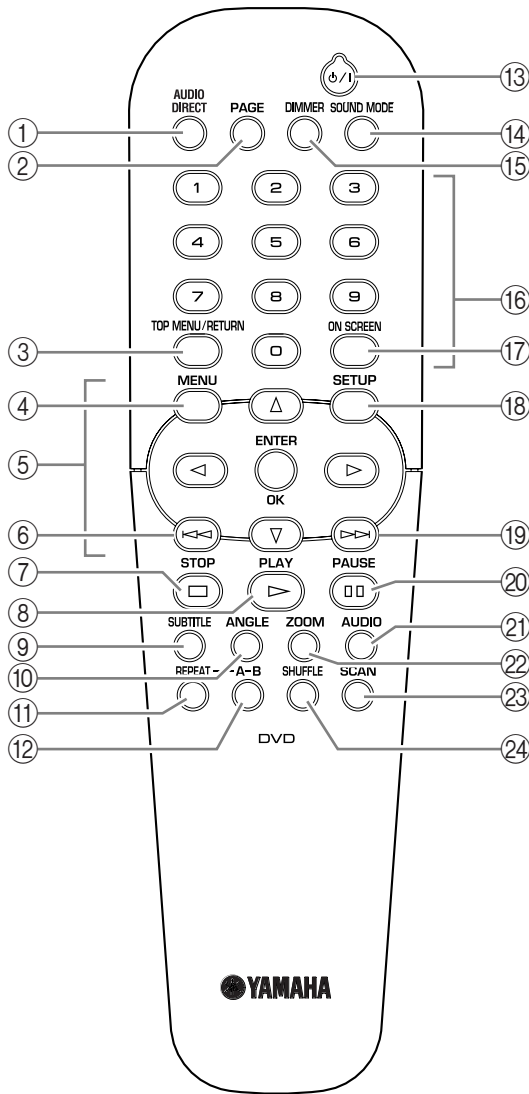 ⏻/I
⑬
AUDIO DIRECT PAGE DIMMER SOUND MODE
① ⑭
② ⑮
1 2 3
4 5 6
⑯
7 8 9
TOP MENU/RETURN ON SCREEN
③ 0 ⑰
MENU SETUP
④ △ ⑱
ENTER
⑤ ◁ ▷
OK
⑥ ▽ ⑲
STOP PLAY PAUSE
⑦ ⑳
⑧
SUBTITLE ANGLE ZOOM AUDIO
⑨ ㉑
⑩ ㉒
REPEAT A-B SHUFFLE SCAN
⑪ ㉓
⑫ ㉔
DVD
YAMAHA